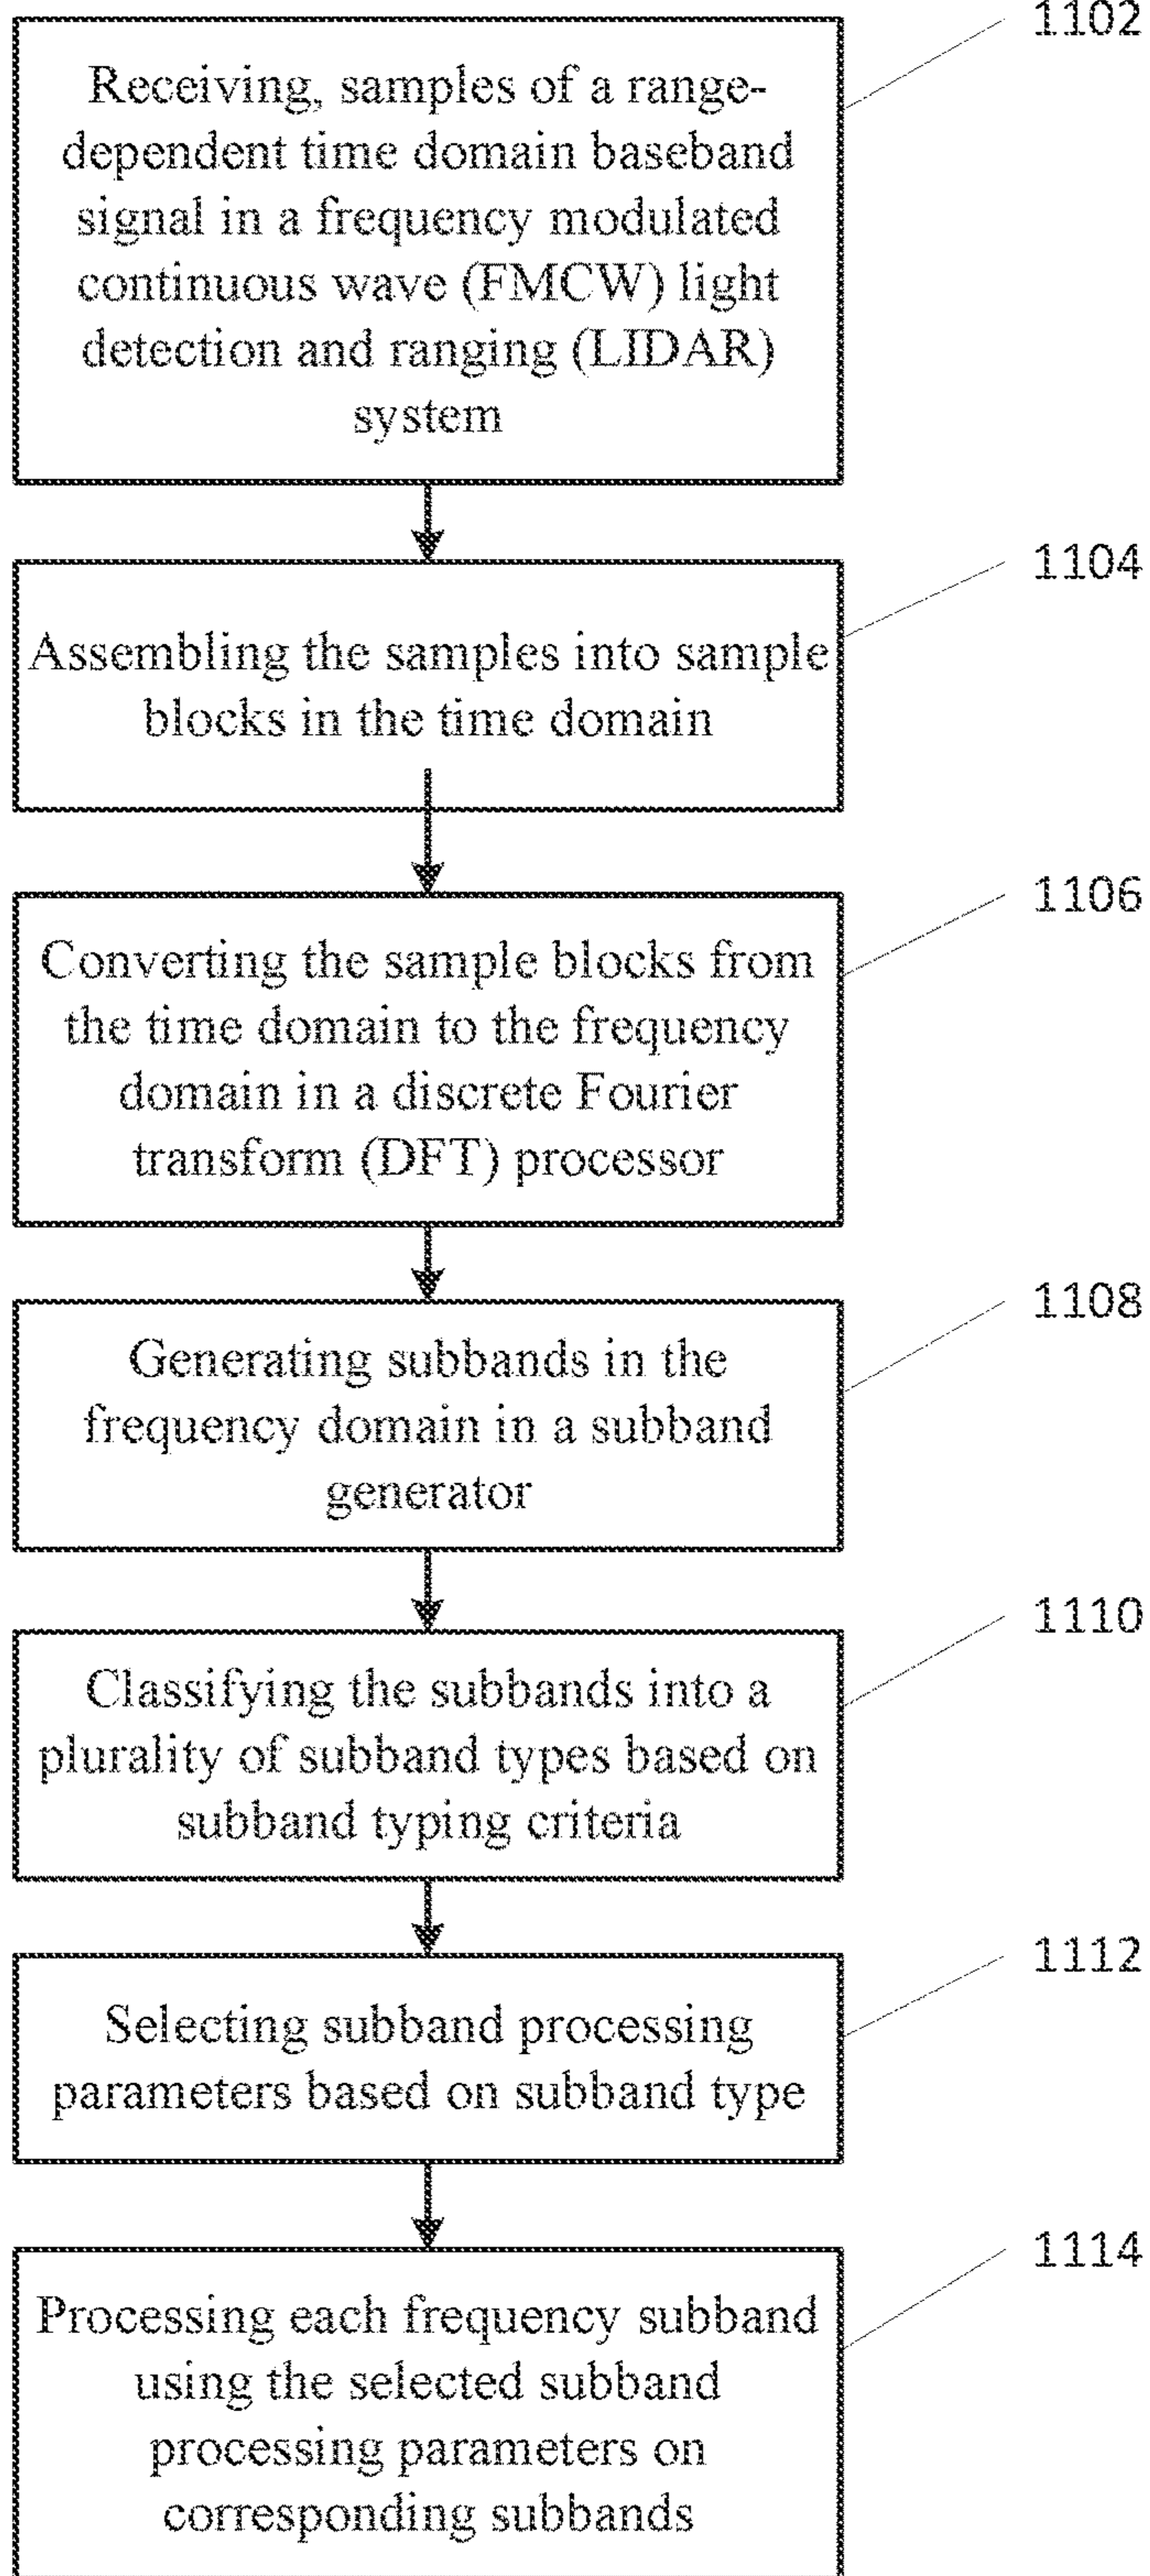 1102
Receiving, samples of a range-
dependent time domain baseband
signal in a frequency modulated
continuous wave (FMCW) light
detection and ranging (LIDAR)
system
1104
Assembling the samples into sample
blocks in the time domain
1106
Converting the sample blocks from
the time domain to the frequency
domain in a discrete Fourier
transform (DFT) processor
1108
Generating subbands in the
frequency domain in a subband
generator
1110
Classifying the subbands into a
plurality of subband types based on
subband typing criteria
1112
Selecting subband processing
parameters based on subband type
1114
Processing each frequency subband
using the selected subband
processing parameters on
corresponding subbands